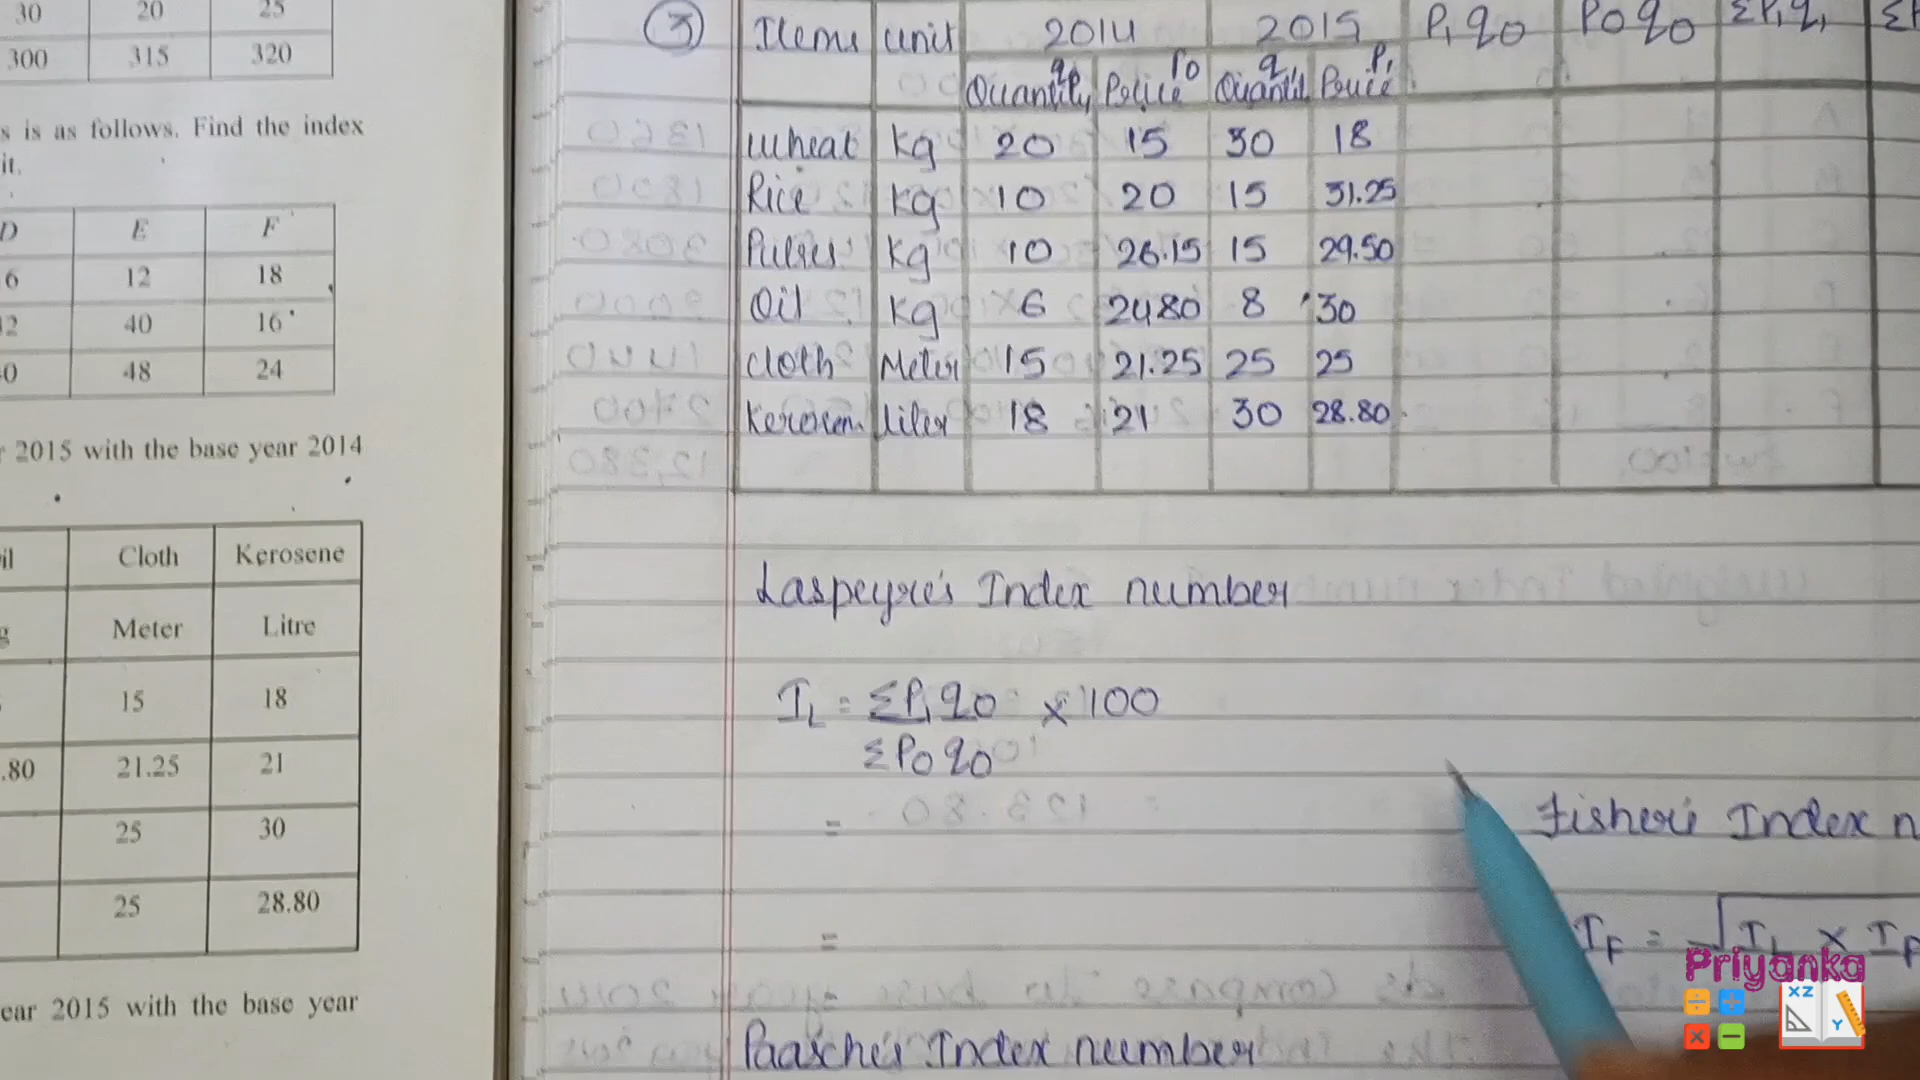 30 20 25
300 315 320
s is as follows. Find the index
it.
D E F
6 12 18
2 40 16
0 48 24
2015 with the base year 2014
il Cloth Kerosene
g Meter Litre
15 18
.80 21.25 21
25 30
25 28.80
ear 2015 with the base year
3 Items unit 2014 2015 P1q0 P0q0 ΣP1q1
Quantity q0 Price P0 Quantity q1 Price P1
Wheat Kg 20 15 30 18
Rice Kg 10 20 15 31.25
Pulses Kg 10 26.15 15 29.50
Oil Kg 6 24.80 8 30
Cloth Meter 15 21.25 25 25
Kerosen liter 18 21 30 28.80
Laspeyre's Index number
IL = ΣP1q0 × 100
ΣP0q0
=
=
Fisher's Index n
IF = √IL × IP
Paasche's Index number
Priyanka
XZ
Y